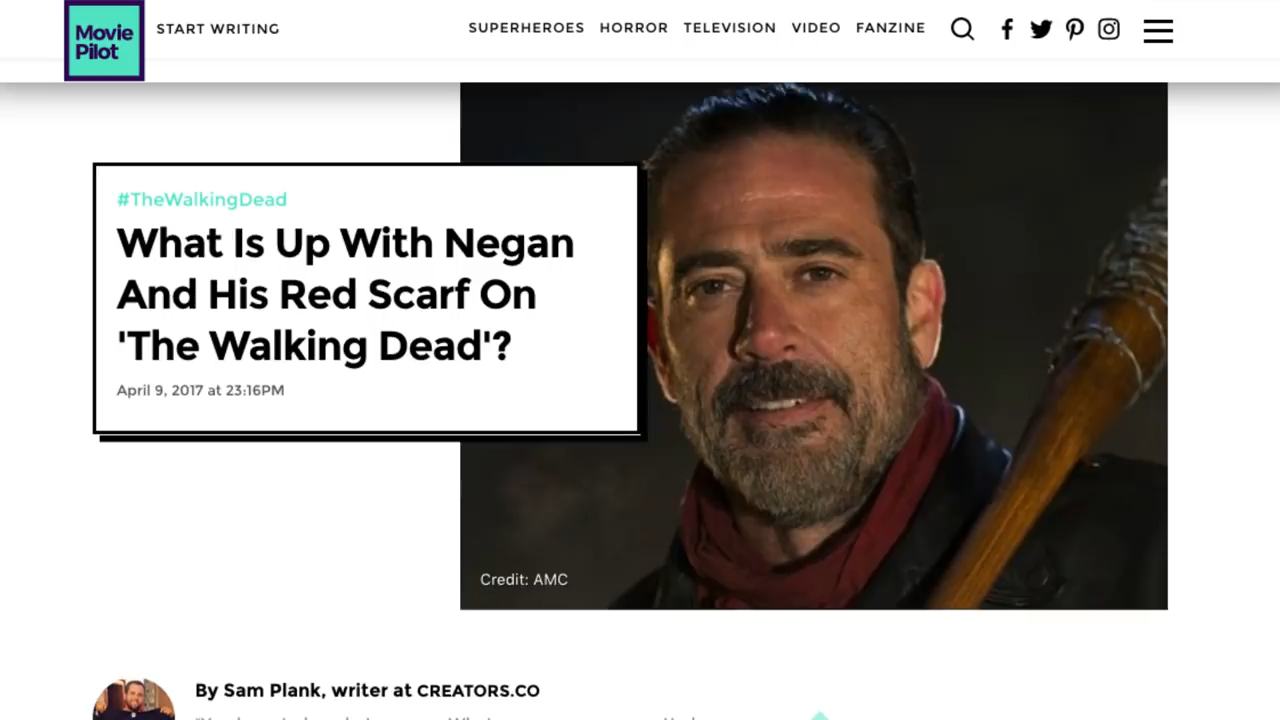 Movie
Pilot
START WRITING
SUPERHEROES HORROR TELEVISION VIDEO FANZINE
#TheWalkingDead
What Is Up With Negan
And His Red Scarf On
'The Walking Dead'?
April 9, 2017 at 23:16PM
Credit: AMC
By Sam Plank, writer at CREATORS.CO